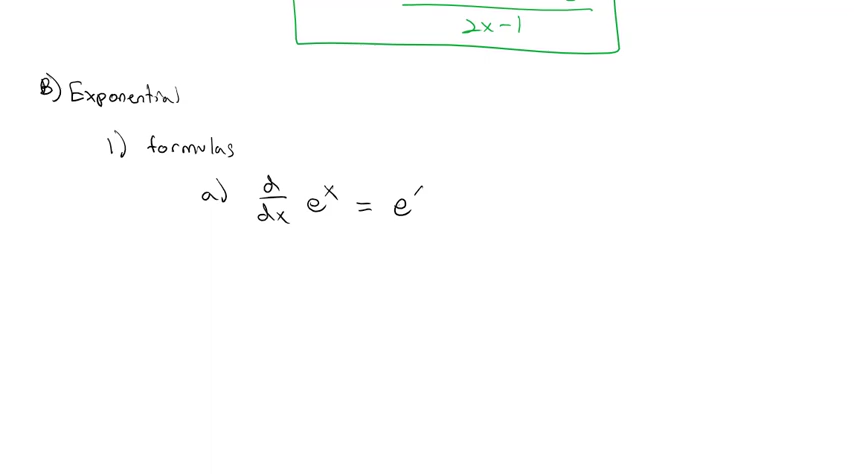 2x - 1
B) Exponential
1) formulas
a) d/dx e^x = e^/